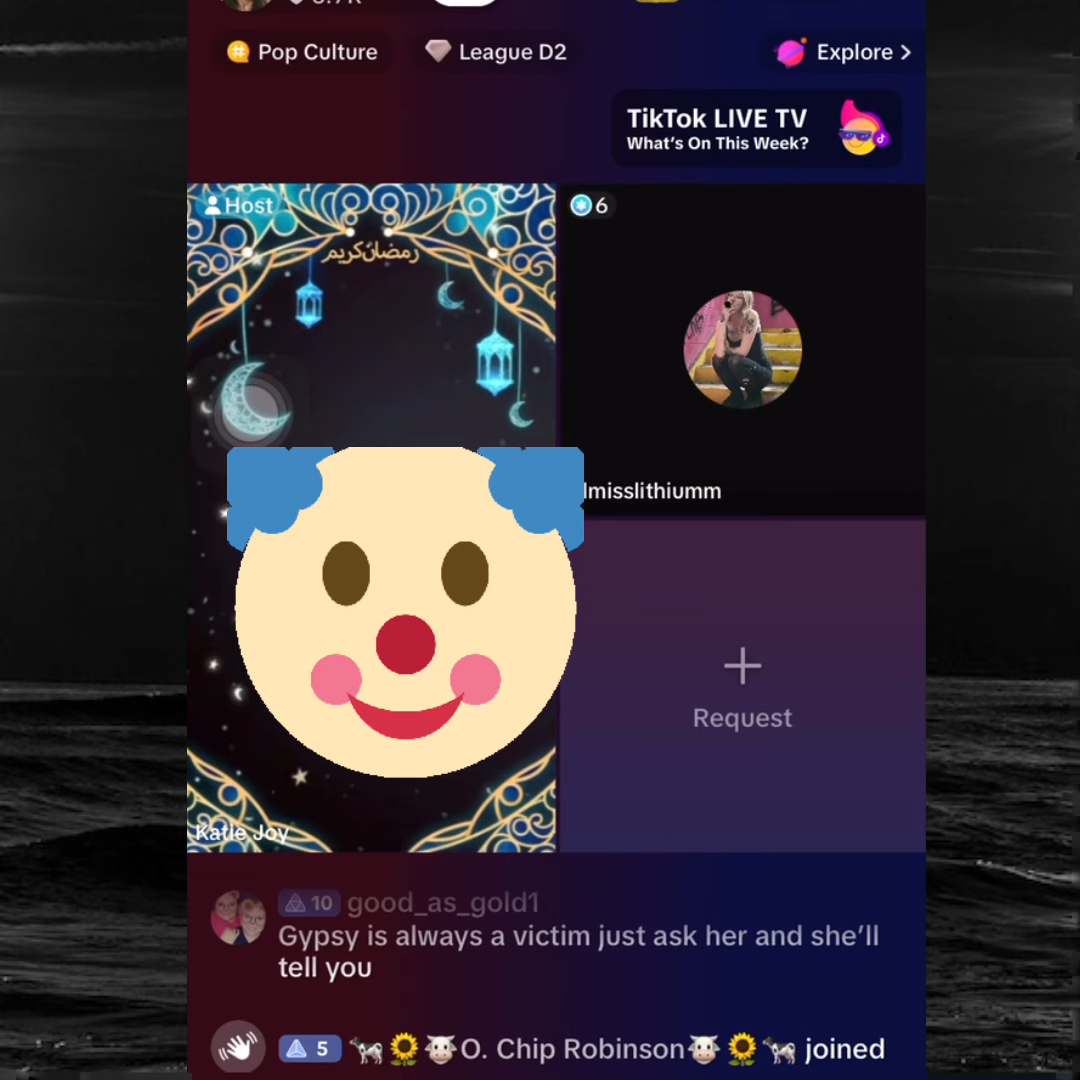 Pop Culture
League D2
Explore >
TikTok LIVE TV
What's On This Week?
Host
6
رمضان كريم
lmisslithiumm
Request
Katie Joy
10 good_as_gold1
Gypsy is always a victim just ask her and she'll
tell you
5 🐄🌻🐮O. Chip Robinson🐮🌻🐄 joined